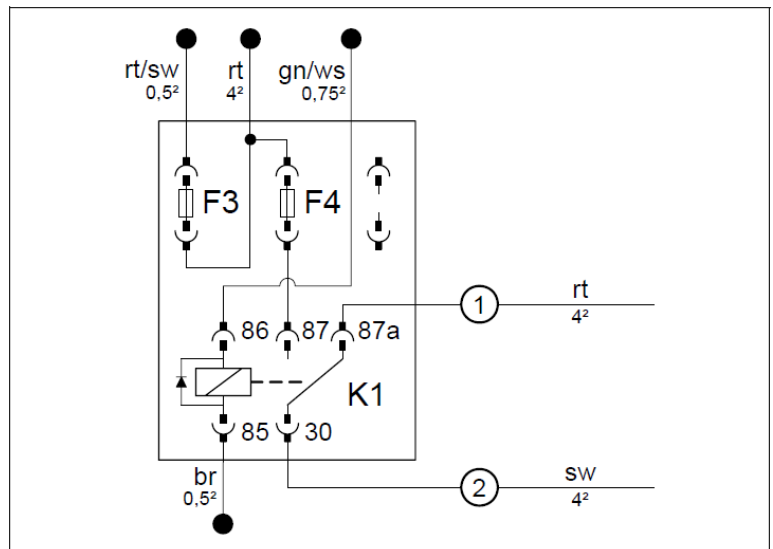 rt/sw
0,5²
rt
4²
gn/ws
0,75²
F3
F4
86
87
87a
1
rt
4²
K1
85
30
br
0,5²
2
sw
4²